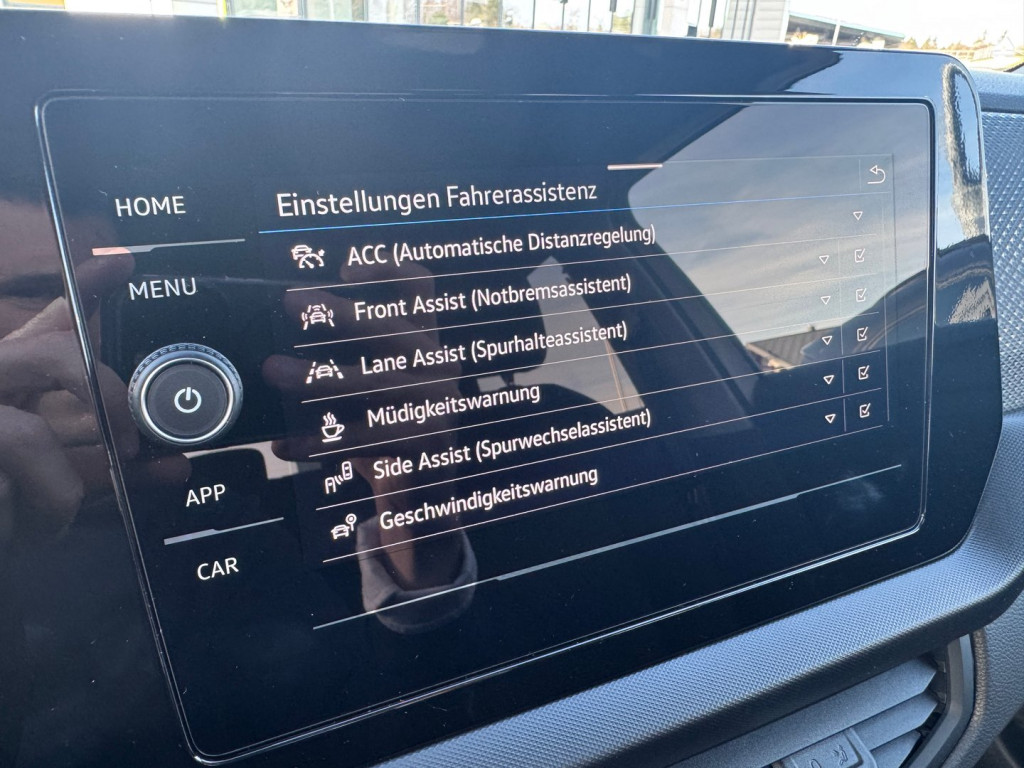 HOME
MENU
APP
CAR
Einstellungen Fahrerassistenz
ACC (Automatische Distanzregelung)
Front Assist (Notbremsassistent)
Lane Assist (Spurhalteassistent)
Müdigkeitswarnung
Side Assist (Spurwechselassistent)
Geschwindigkeitswarnung